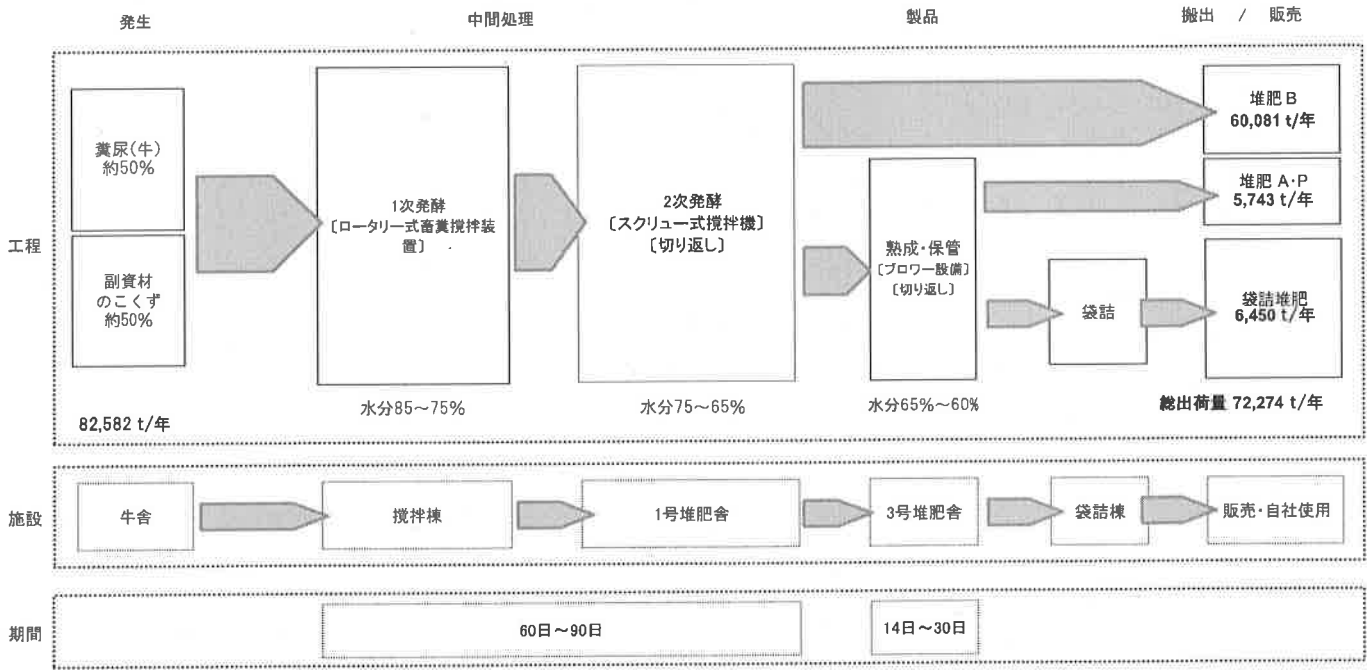 発生
中間処理
製品
搬出 / 販売
工程
糞尿(牛)
約50%
副資材
のこくず
約50%
82,582 t/年
1次発酵
〔ロータリー式畜糞撹拌装
置〕
水分85～75%
2次発酵
〔スクリュー式撹拌機〕
〔切り返し〕
水分75～65%
熟成・保管
〔ブロワー設備〕
〔切り返し〕
水分65%～60%
袋詰
堆肥 B
60,081 t/年
堆肥 A・P
5,743 t/年
袋詰堆肥
6,450 t/年
総出荷量 72,274 t/年
施設
牛舎
撹拌棟
1号堆肥舎
3号堆肥舎
袋詰棟
販売・自社使用
期間
60日～90日
14日～30日